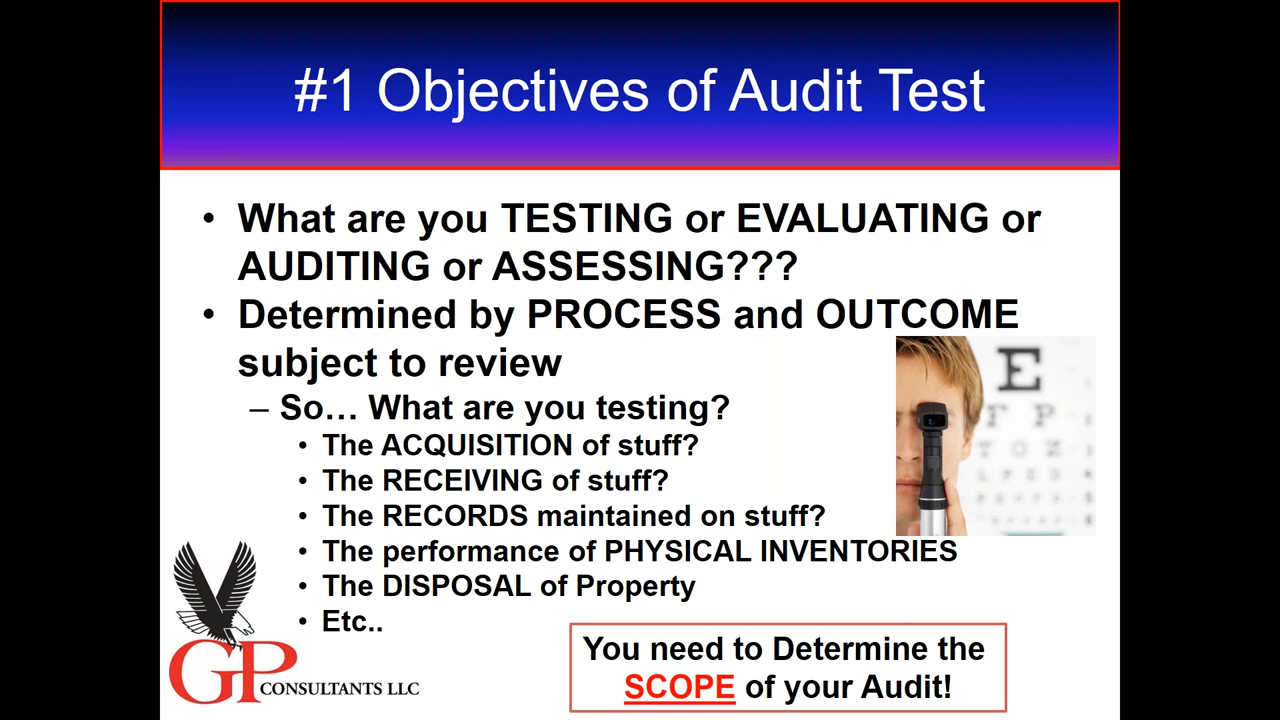 #1 Objectives of Audit Test
• What are you TESTING or EVALUATING or
AUDITING or ASSESSING???
• Determined by PROCESS and OUTCOME
subject to review
– So… What are you testing?
• The ACQUISITION of stuff?
• The RECEIVING of stuff?
• The RECORDS maintained on stuff?
• The performance of PHYSICAL INVENTORIES
• The DISPOSAL of Property
• Etc..
E
F P
GP CONSULTANTS LLC
You need to Determine the
SCOPE of your Audit!